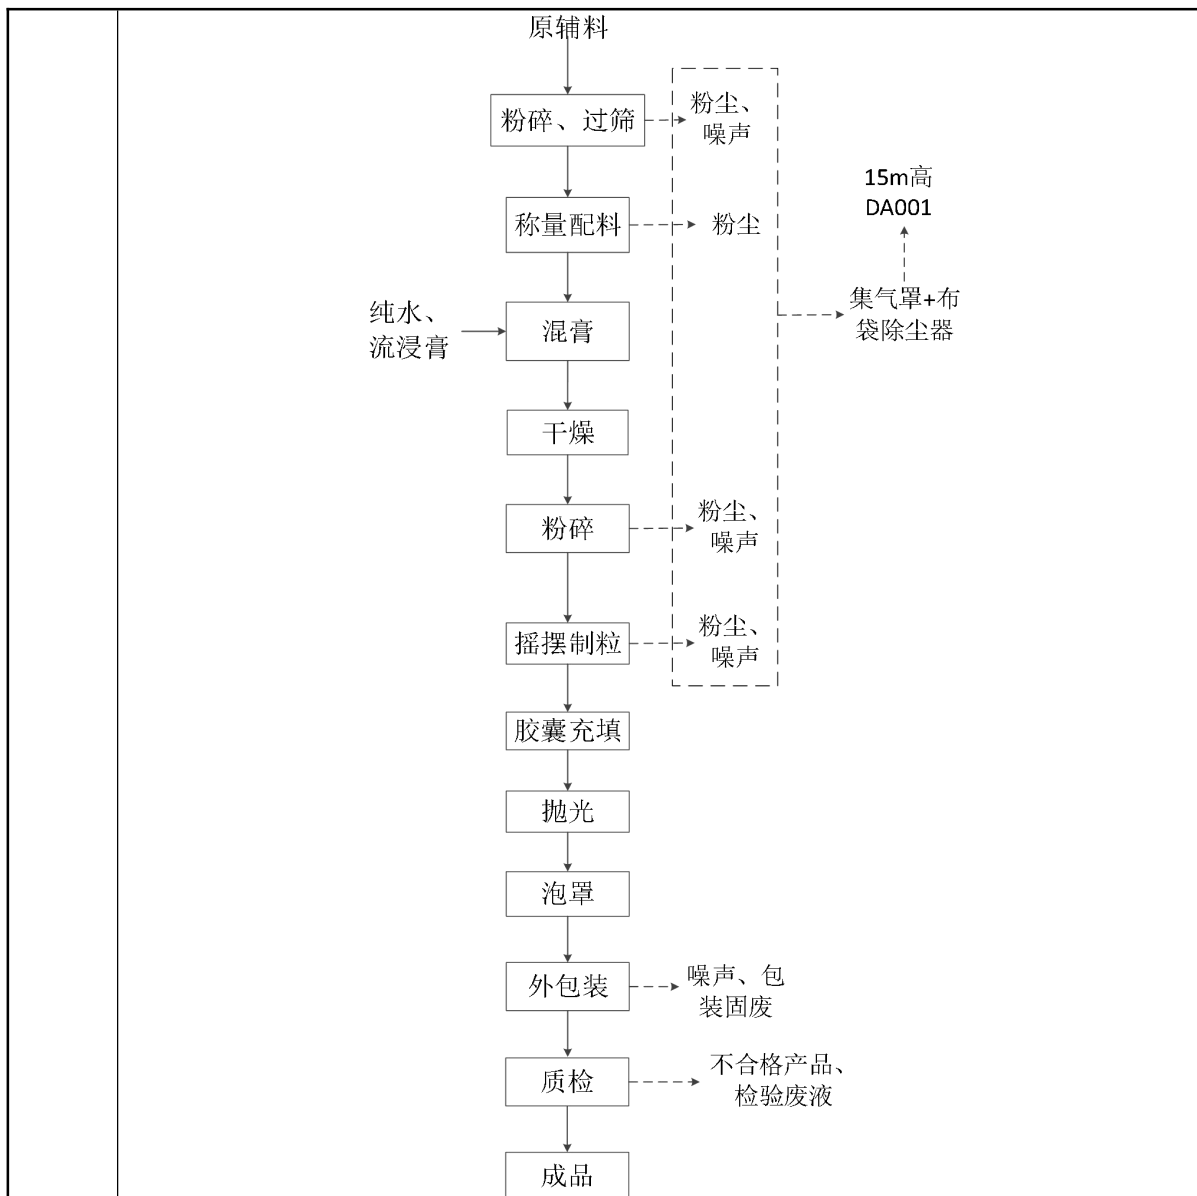 原辅料
粉碎、过筛
粉尘、
噪声
15m高
DA001
称量配料
粉尘
集气罩+布
袋除尘器
纯水、
流浸膏
混膏
干燥
粉碎
粉尘、
噪声
摇摆制粒
粉尘、
噪声
胶囊充填
抛光
泡罩
外包装
噪声、包
装固废
质检
不合格产品、
检验废液
成品